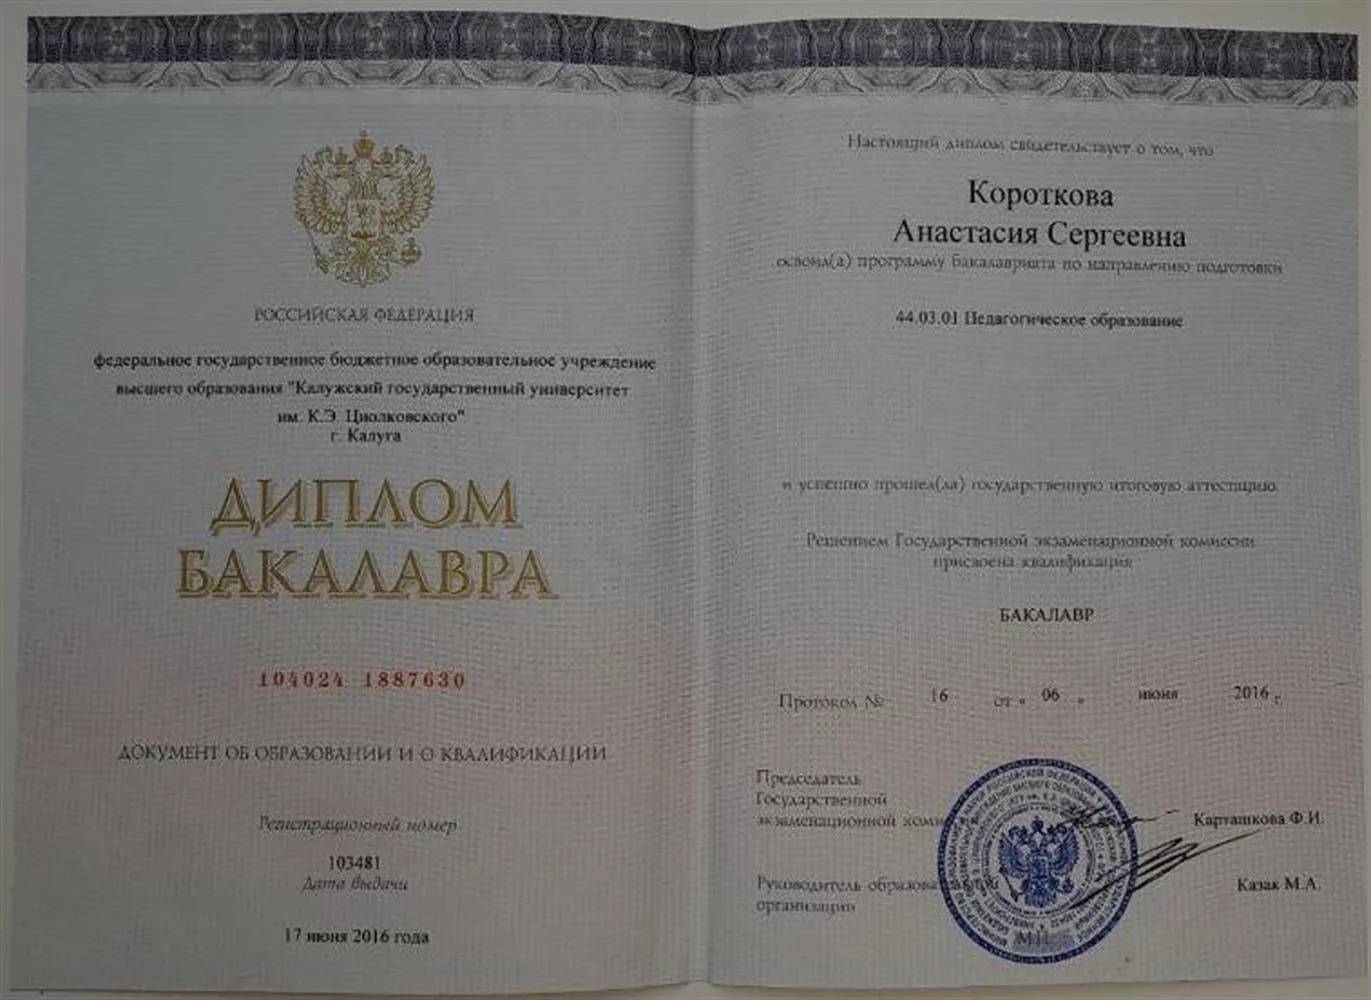 РОССИЙСКАЯ ФЕДЕРАЦИЯ
федеральное государственное бюджетное образовательное учреждение
высшего образования "Калужский государственный университет
им. К.Э. Циолковского"
г. Калуга
ДИПЛОМ
БАКАЛАВРА
104024 1887630
ДОКУМЕНТ ОБ ОБРАЗОВАНИИ И О КВАЛИФИКАЦИИ
Регистрационный номер
103481
Дата выдачи
17 июня 2016 года
Настоящий диплом свидетельствует о том, что
Короткова
Анастасия Сергеевна
освоил(а) программу бакалавриата по направлению подготовки
44.03.01 Педагогическое образование
и успешно прошел(ла) государственную итоговую аттестацию
Решением Государственной экзаменационной комиссии
присвоена квалификация
БАКАЛАВР
Протокол № 16 от « 06 » июня 2016 г.
Председатель
Государственной
экзаменационной
Карташкова Ф.И.
Руководитель
организации
Казак М.А.